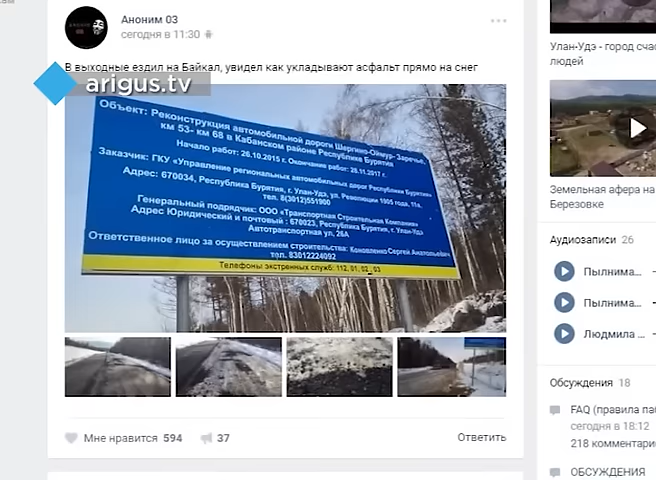 Аноним 03
сегодня в 11:30
В выходные ездил на Байкал, увидел как укладывают асфальт прямо на снег
arigus.tv
Объект: Реконструкция автомобильной дороги Шергино-Оймур-Заречье,
км 53- км 68 в Кабанском районе Республики Бурятия
Начало работ: 26.10.2015 г. Окончание работ: 28.11.2017 г.
Заказчик: ГКУ «Управление региональных автомобильных дорог Республики Бурятия»
Адрес: 670034, Республика Бурятия, г. Улан-Удэ, ул. Революции 1905 года, 11а,
тел. 8(3012)551900
Генеральный подрядчик: ООО «Транспортная Строительная Компания»
Адрес Юридический и почтовый : 670023, Республика Бурятия, г. Улан-Удэ
Автотранспортная ул, 26А
Ответственное лицо за осуществлением строительства: Коновленко Сергей Анатольевич
тол. 83012224092
Телефоны экстренных служб: 112, 01, 02 , 03
Мне нравится 594
37
Ответить
Улан-Удэ - город счас
людей
Земельная афера на
Березовке
Аудиозаписи 26
Пылнима... -
Пылнима... -
Людмила ... -
Обсуждения 18
FAQ (правила паб
сегодня в 18:12
218 комментари
ОБСУЖДЕНИЯ